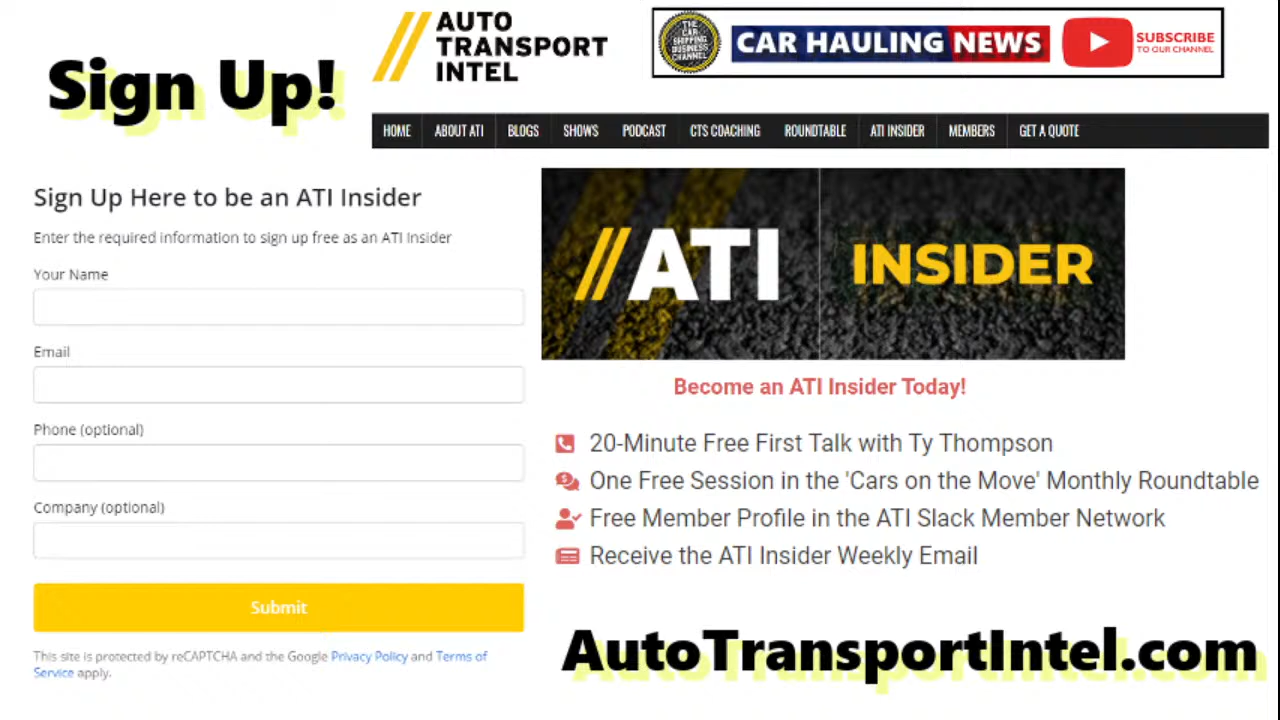 Sign Up!
AUTO
TRANSPORT
INTEL
THE
CAR
SHIPPING
BUSINESS
CHANNEL
CAR HAULING NEWS
SUBSCRIBE
TO OUR CHANNEL
HOME ABOUT ATI BLOGS SHOWS PODCAST CTS COACHING ROUNDTABLE ATI INSIDER MEMBERS GET A QUOTE
Sign Up Here to be an ATI Insider
Enter the required information to sign up free as an ATI Insider
Your Name
Email
Phone (optional)
Company (optional)
Submit
This site is protected by reCAPTCHA and the Google Privacy Policy and Terms of
Service apply.
//ATI INSIDER
Become an ATI Insider Today!
20-Minute Free First Talk with Ty Thompson
One Free Session in the 'Cars on the Move' Monthly Roundtable
Free Member Profile in the ATI Slack Member Network
Receive the ATI Insider Weekly Email
AutoTransportIntel.com